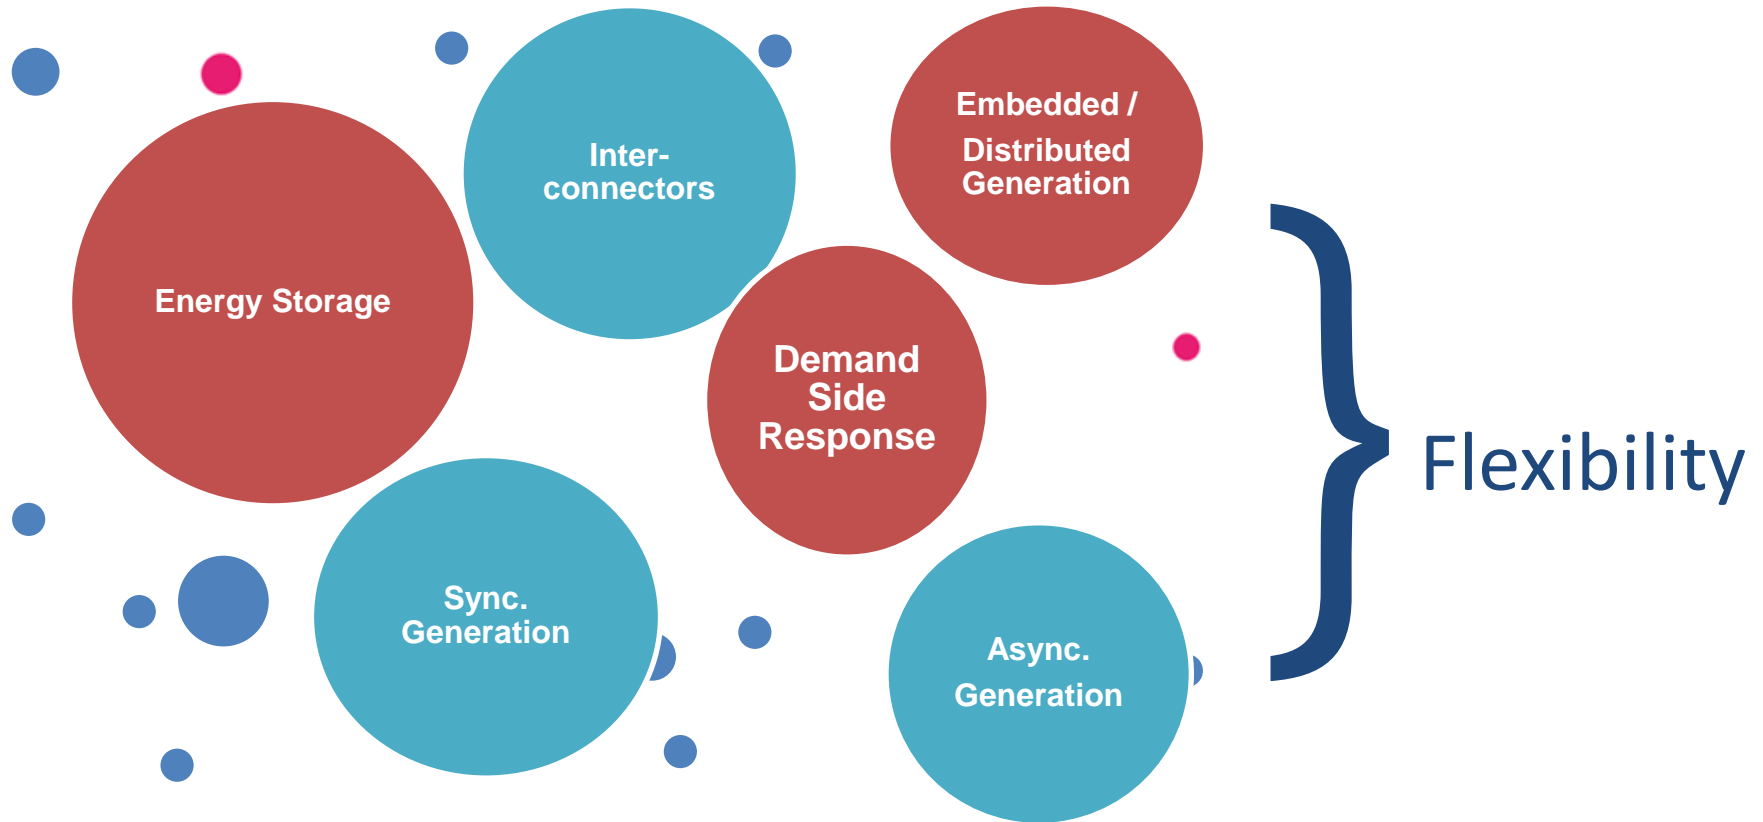 Embedded /
Distributed
Generation
Inter-
connectors
Energy Storage
Demand
Side
Response
Flexibility
Sync.
Generation
Async.
Generation